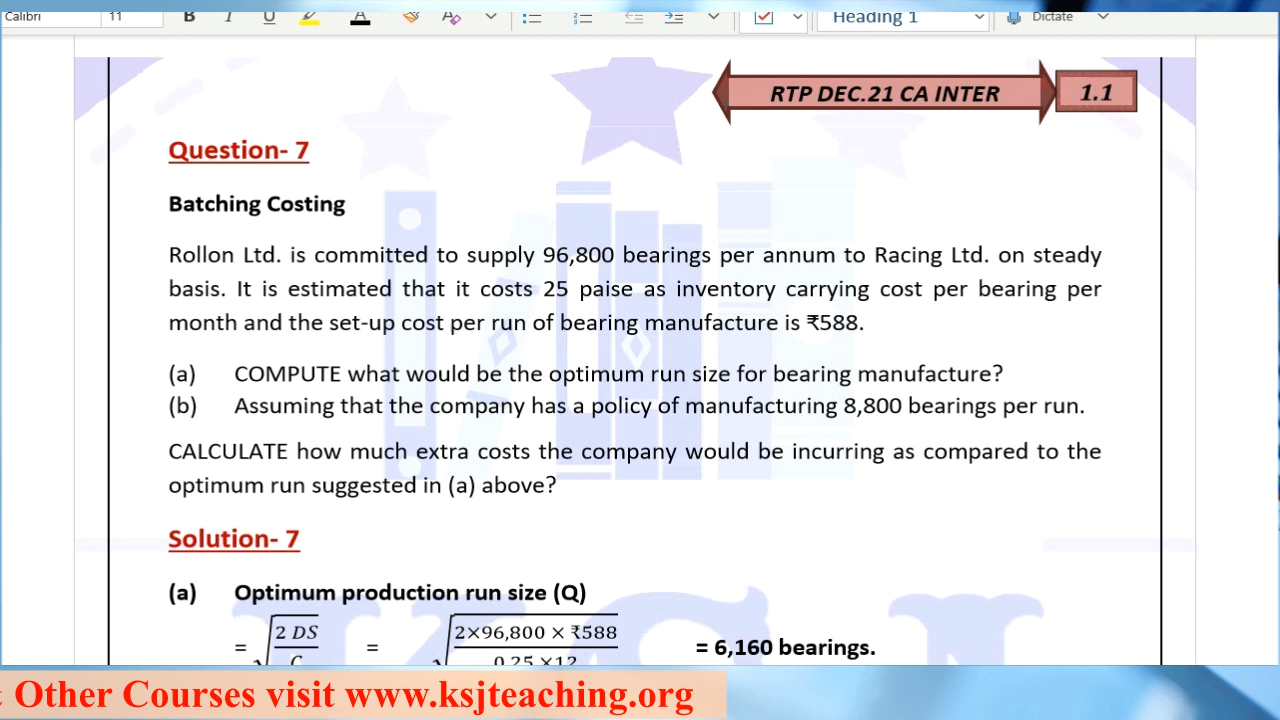 Calibri 11 B I U A A Heading 1 Dictate
RTP DEC.21 CA INTER 1.1
Question- 7
Batching Costing
Rollon Ltd. is committed to supply 96,800 bearings per annum to Racing Ltd. on steady
basis. It is estimated that it costs 25 paise as inventory carrying cost per bearing per
month and the set-up cost per run of bearing manufacture is ₹588.
(a) COMPUTE what would be the optimum run size for bearing manufacture?
(b) Assuming that the company has a policy of manufacturing 8,800 bearings per run.
CALCULATE how much extra costs the company would be incurring as compared to the
optimum run suggested in (a) above?
Solution- 7
(a) Optimum production run size (Q)
= √(2 DS / C) = √(2×96,800 × ₹588 / 0.25 ×12) = 6,160 bearings.
& Other Courses visit www.ksjteaching.org